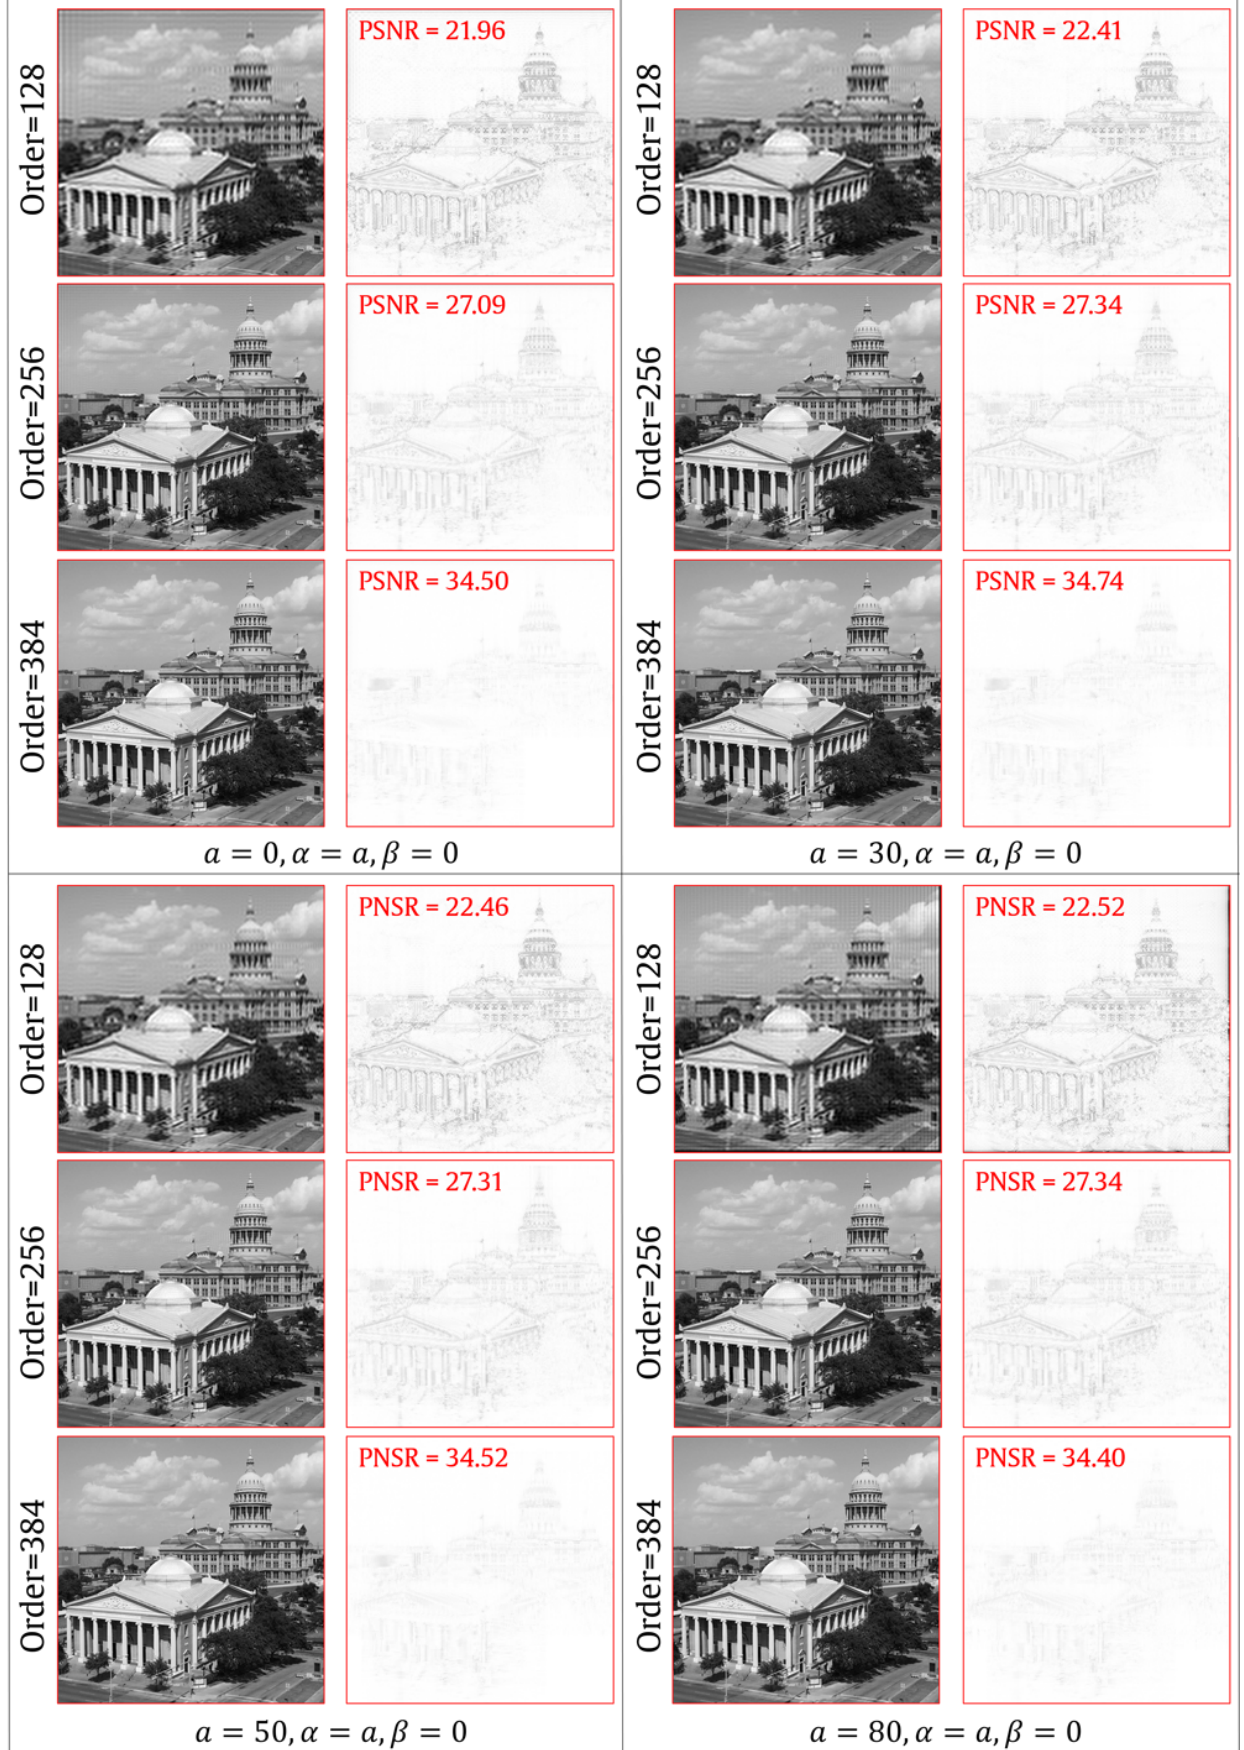 Order=128
PSNR = 21.96
Order=256
PSNR = 27.09
Order=384
PSNR = 34.50
a = 0, α = a, β = 0
Order=128
PSNR = 22.41
Order=256
PSNR = 27.34
Order=384
PSNR = 34.74
a = 30, α = a, β = 0
Order=128
PNSR = 22.46
Order=256
PNSR = 27.31
Order=384
PNSR = 34.52
a = 50, α = a, β = 0
Order=128
PNSR = 22.52
Order=256
PNSR = 27.34
Order=384
PNSR = 34.40
a = 80, α = a, β = 0